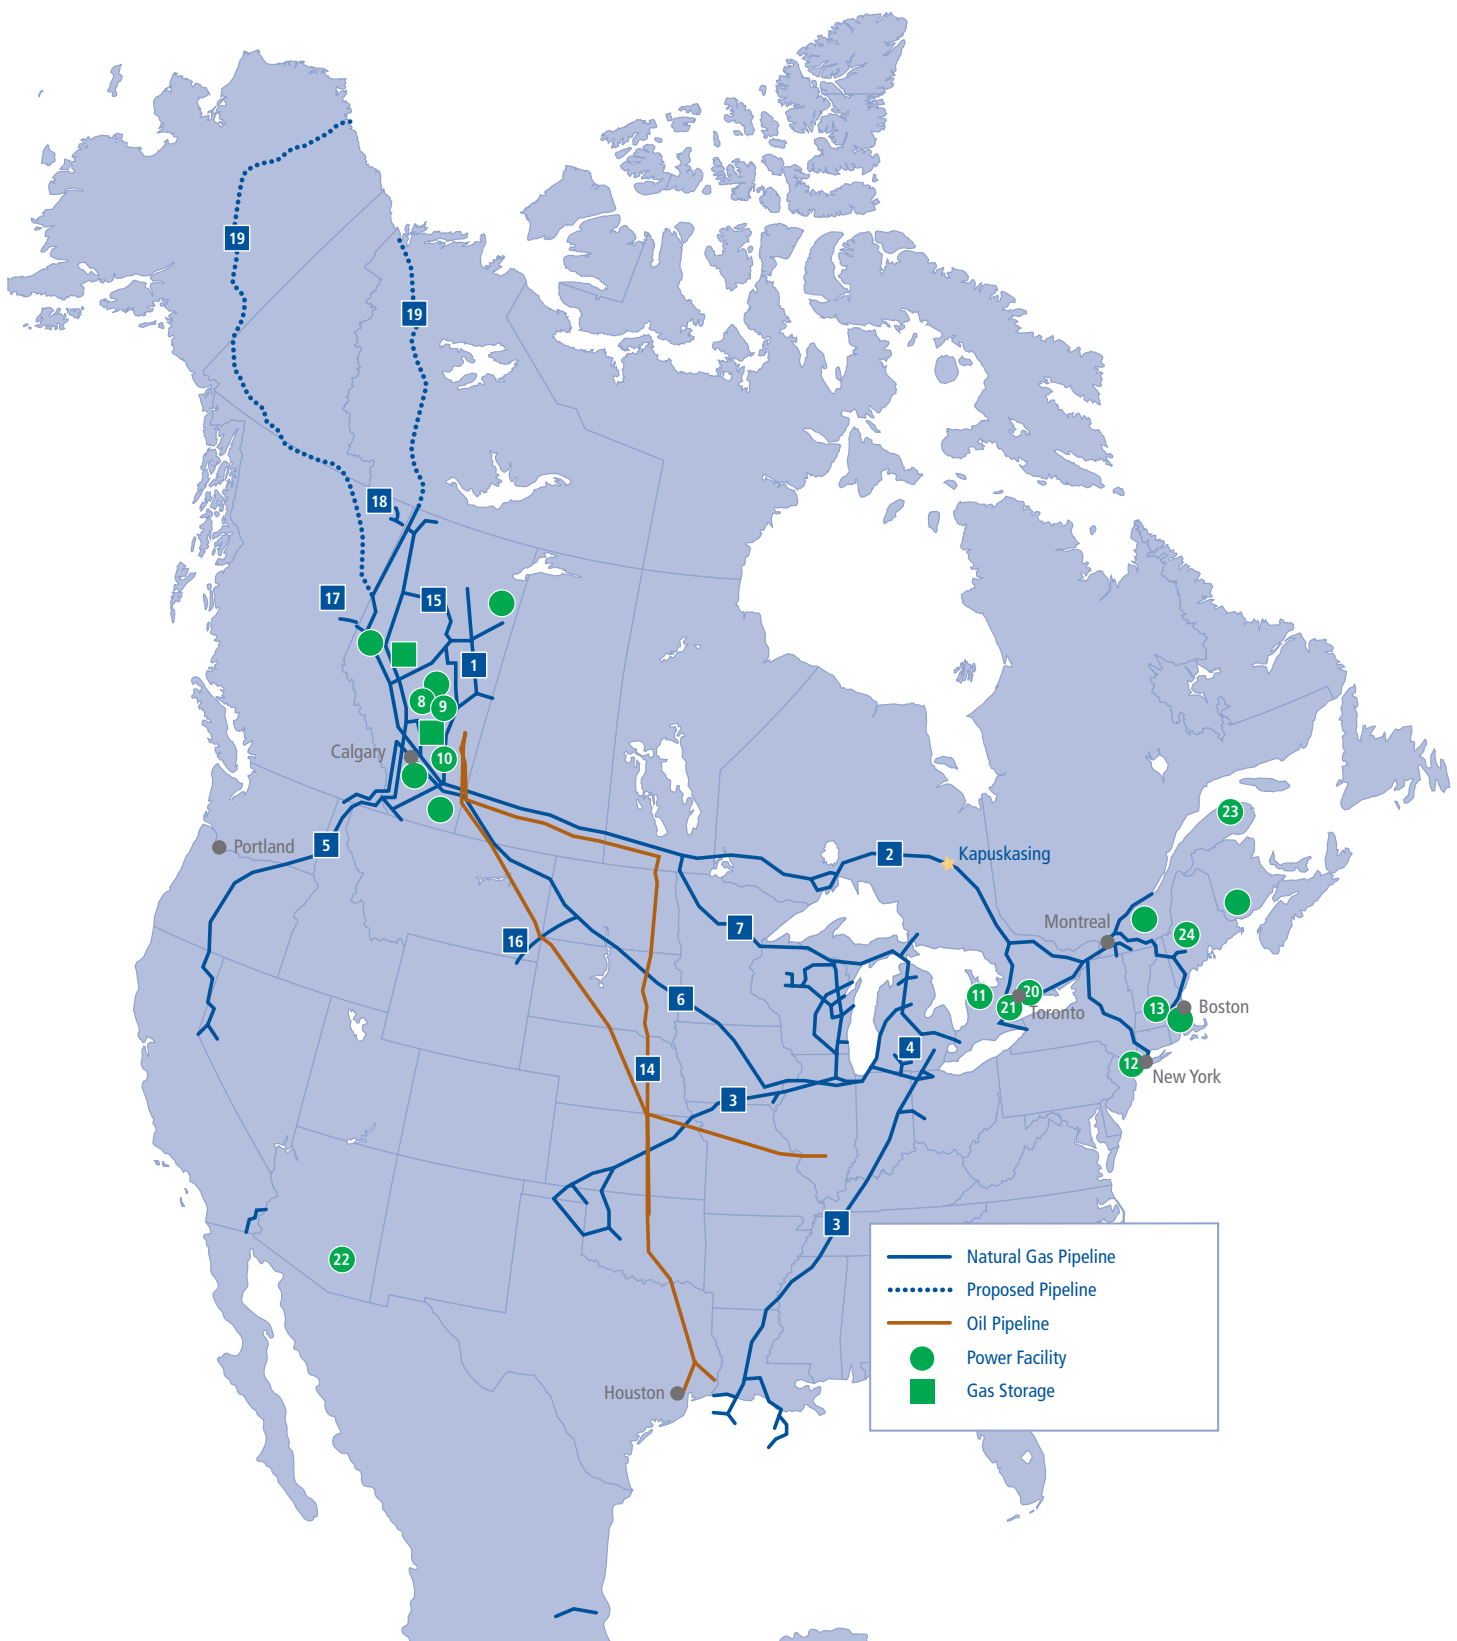 19
19
18
17
15
1
8
9
Calgary
10
23
5
Portland
2
Kapuskasing
Montreal
7
24
16
11
20
21
Toronto
6
13
Boston
4
14
12
New York
3
3
22
Natural Gas Pipeline
Proposed Pipeline
Oil Pipeline
Power Facility
Gas Storage
Houston